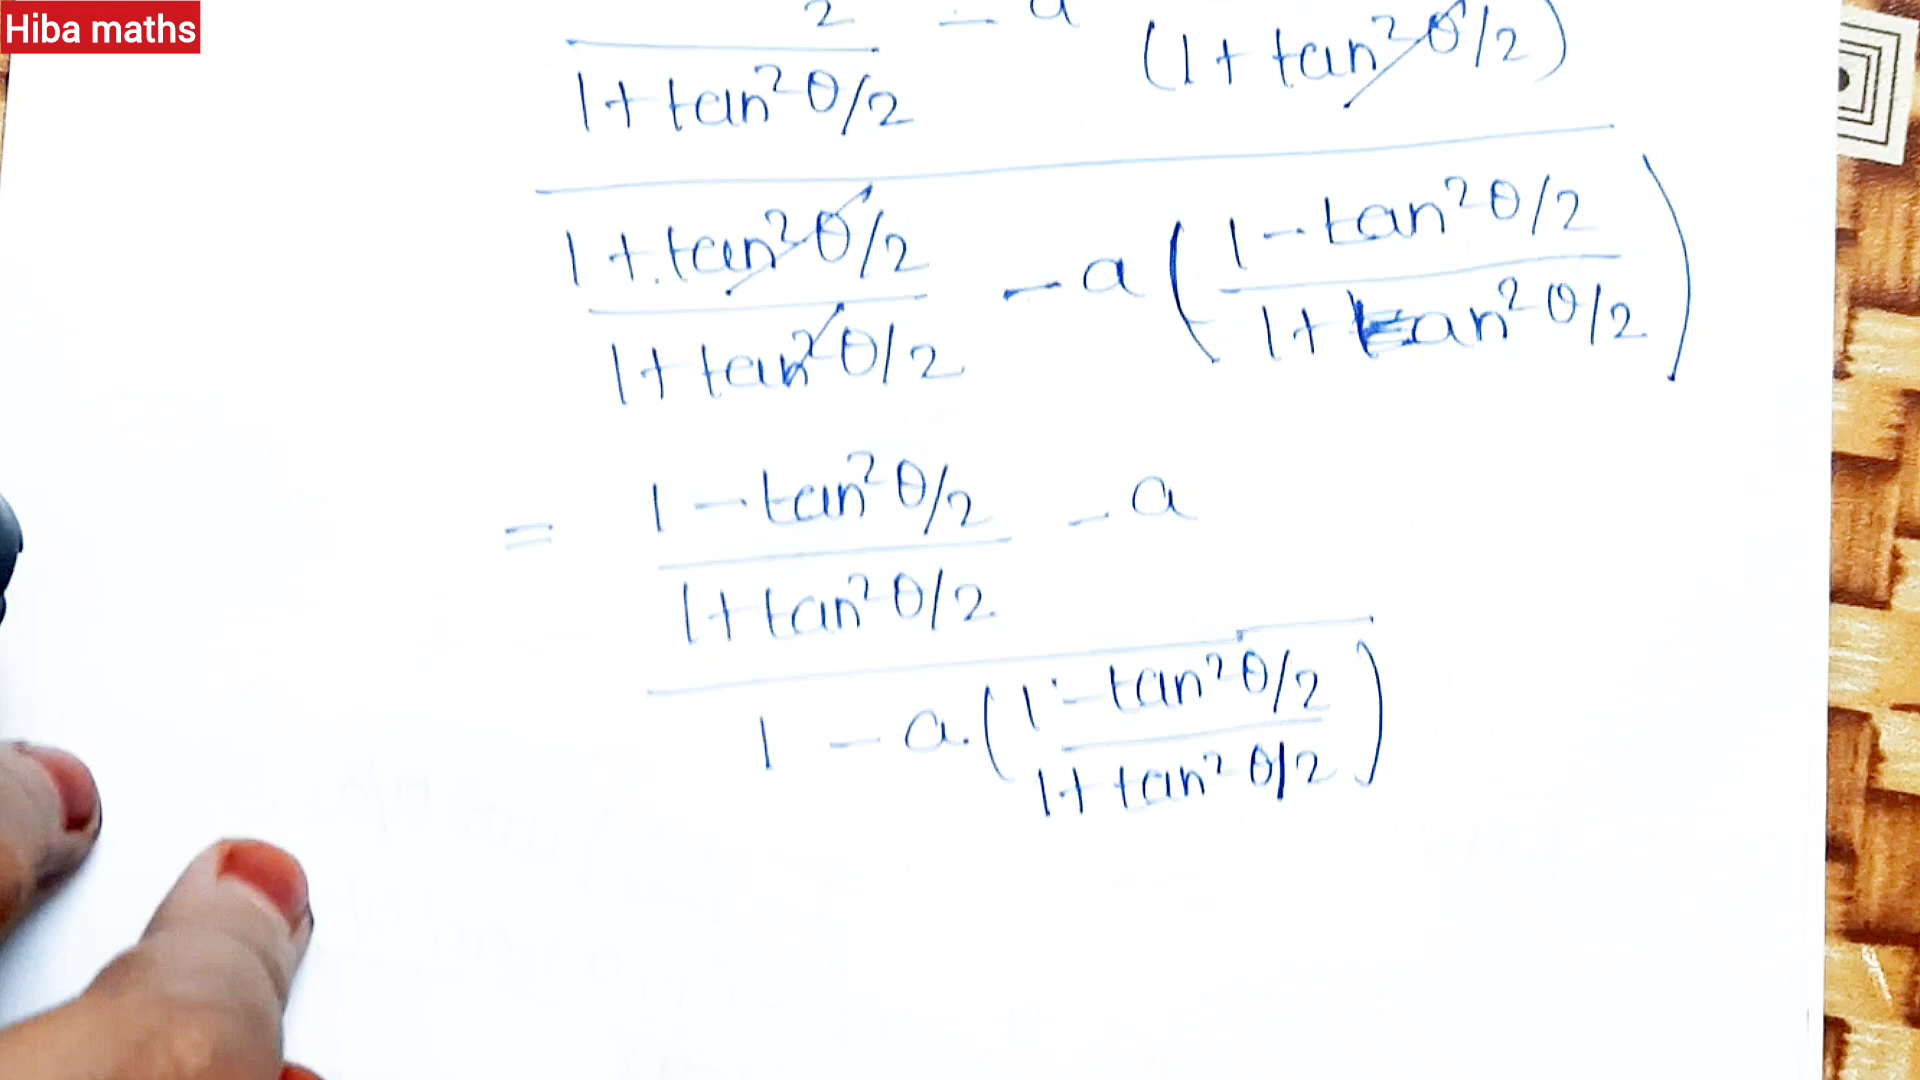 Hiba maths
2 - a (1 + tan²θ/2)
1 + tan²θ/2
1 + tan²θ/2 - a ( 1 - tan²θ/2
1 + tan²θ/2 1 + tan²θ/2 )
= 1 - tan²θ/2 - a
1 + tan²θ/2
1 - a . ( 1 - tan²θ/2
1 + tan²θ/2 )